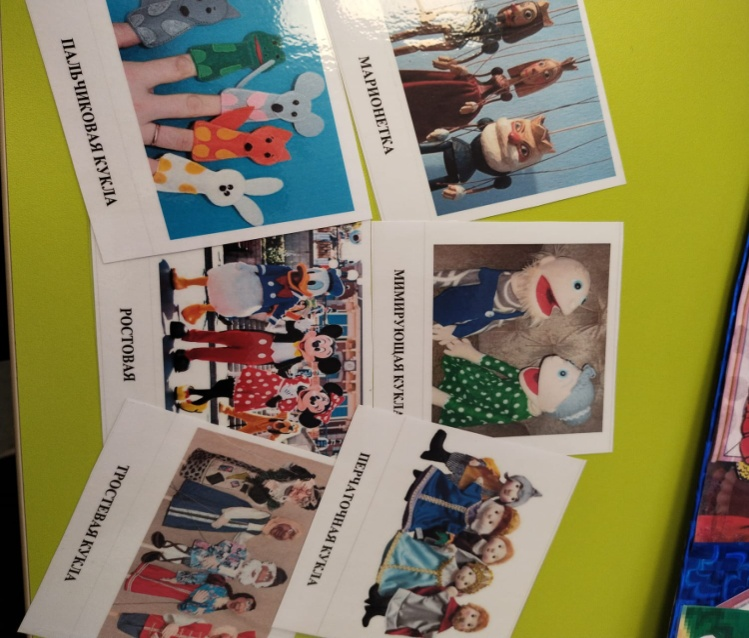 ПАЛЬЧИКОВАЯ КУКЛА
МАРИОНЕТКА
РОСТОВАЯ
МИМИРУЮЩАЯ КУКЛА
ТРОСТЕВАЯ КУКЛА
ПЕРЧАТОЧНАЯ КУКЛА